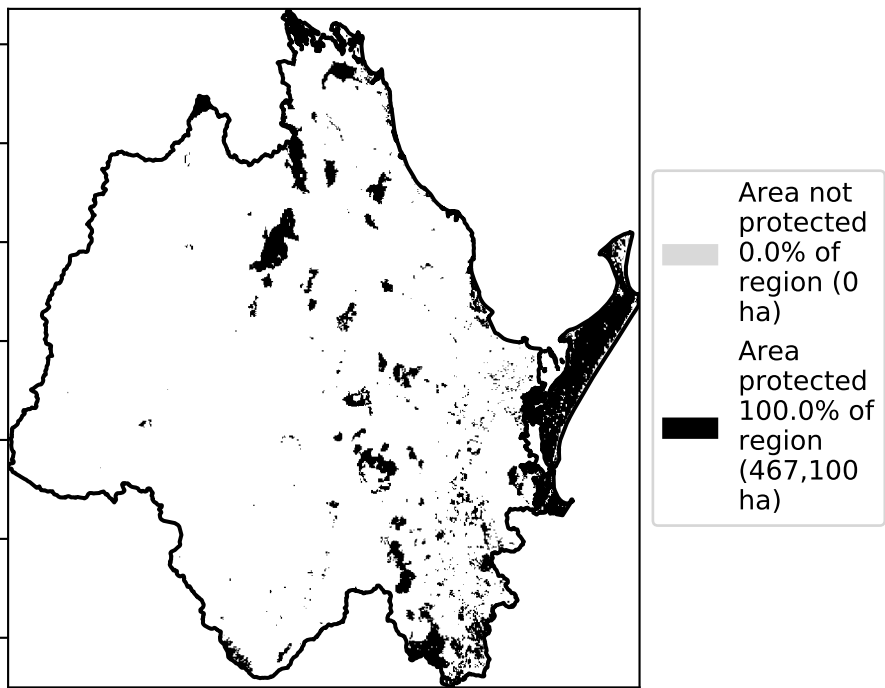 Area not
protected
0.0% of
region (0
ha)
Area
protected
100.0% of
region
(467,100
ha)